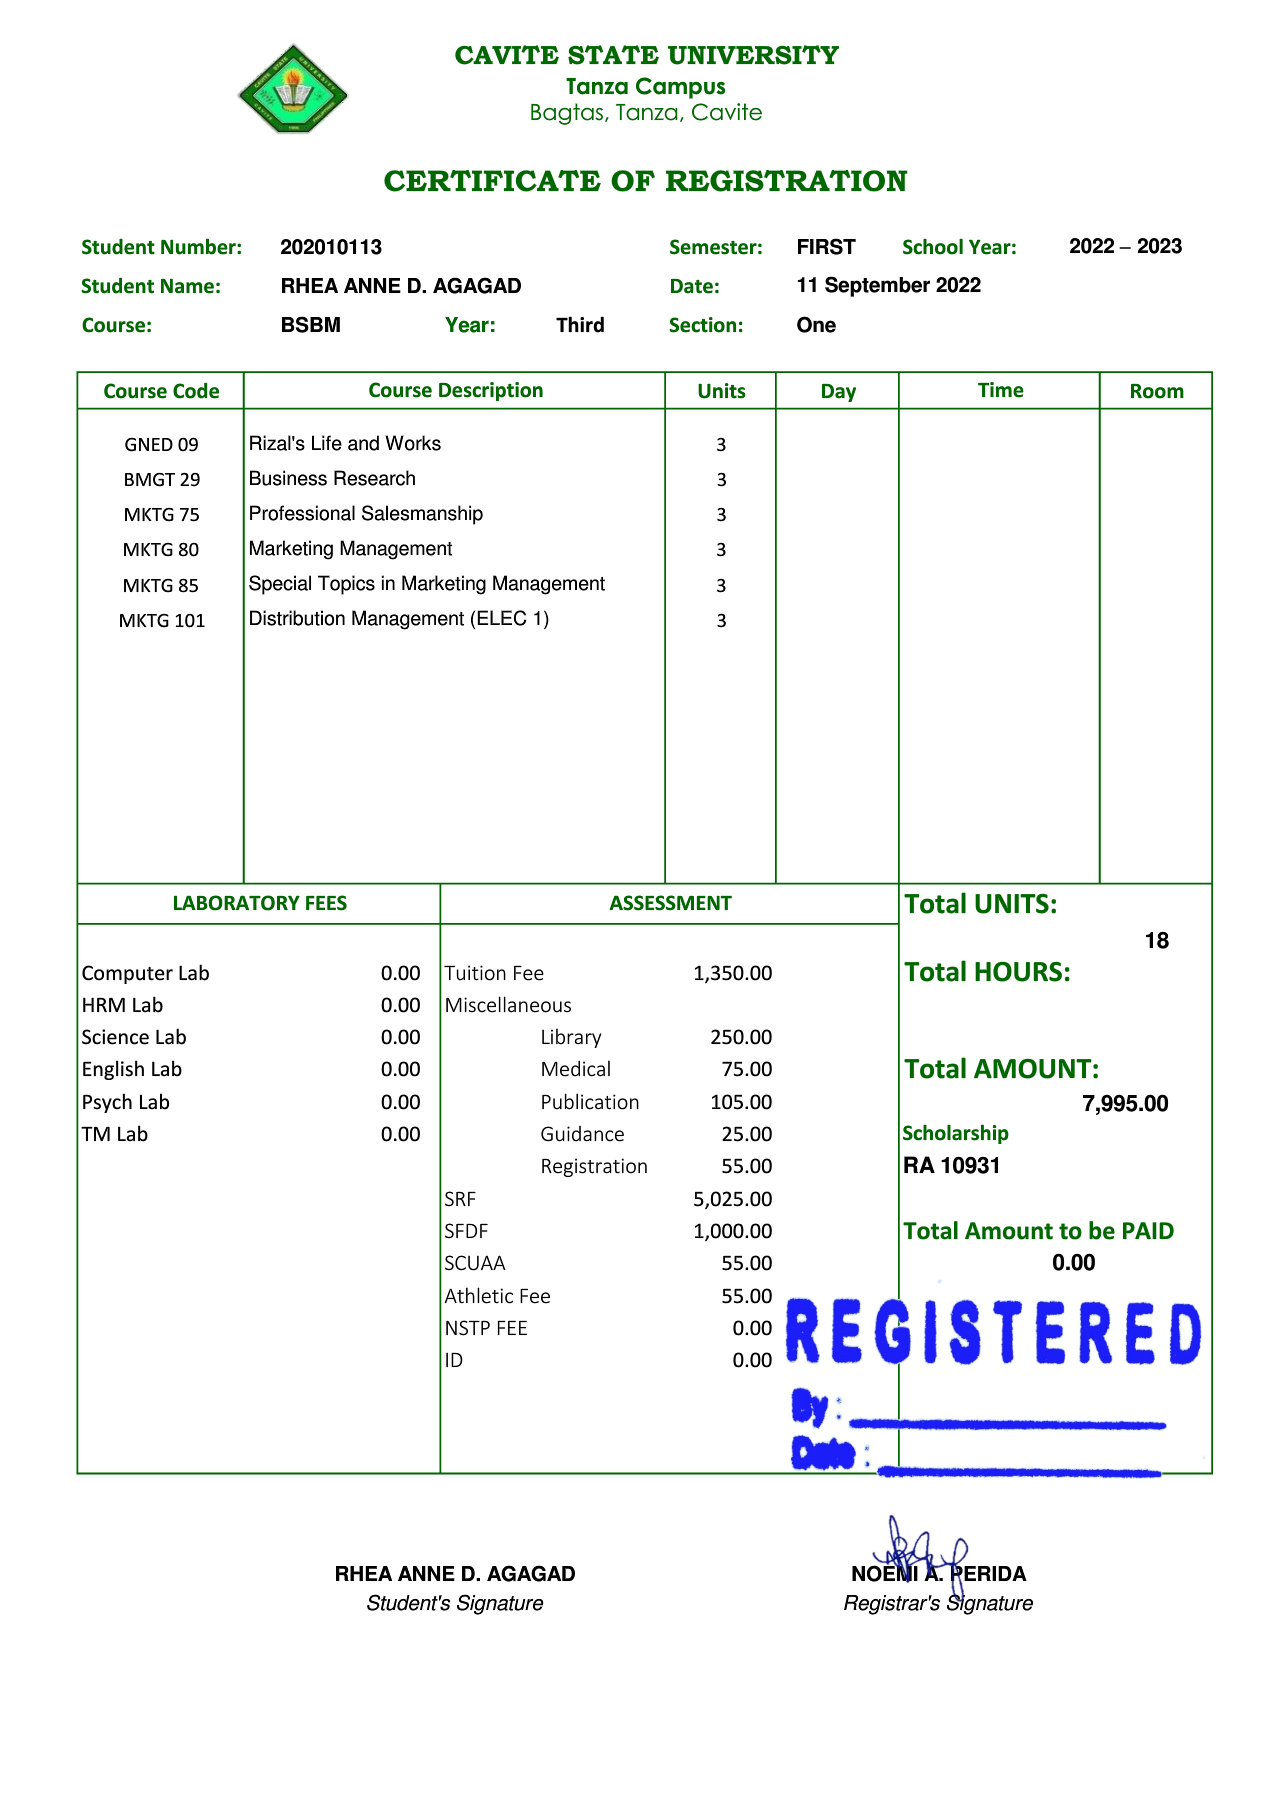 CAVITE STATE UNIVERSITY
Tanza Campus
Bagtas, Tanza, Cavite
CERTIFICATE OF REGISTRATION
Student Number: 202010113 Semester: FIRST School Year: 2022 – 2023
Student Name: RHEA ANNE D. AGAGAD Date: 11 September 2022
Course: BSBM Year: Third Section: One
Course Code Course Description Units Day Time Room
GNED 09 Rizal's Life and Works 3
BMGT 29 Business Research 3
MKTG 75 Professional Salesmanship 3
MKTG 80 Marketing Management 3
MKTG 85 Special Topics in Marketing Management 3
MKTG 101 Distribution Management (ELEC 1) 3
LABORATORY FEES ASSESSMENT Total UNITS:
18
Computer Lab 0.00 Tuition Fee 1,350.00 Total HOURS:
HRM Lab 0.00 Miscellaneous
Science Lab 0.00 Library 250.00
English Lab 0.00 Medical 75.00 Total AMOUNT:
Psych Lab 0.00 Publication 105.00 7,995.00
TM Lab 0.00 Guidance 25.00 Scholarship
Registration 55.00 RA 10931
SRF 5,025.00
SFDF 1,000.00 Total Amount to be PAID
SCUAA 55.00 0.00
Athletic Fee 55.00
NSTP FEE 0.00 REGISTERED
ID 0.00
By :
Date :
RHEA ANNE D. AGAGAD NOEMI A. PERIDA
Student's Signature Registrar's Signature